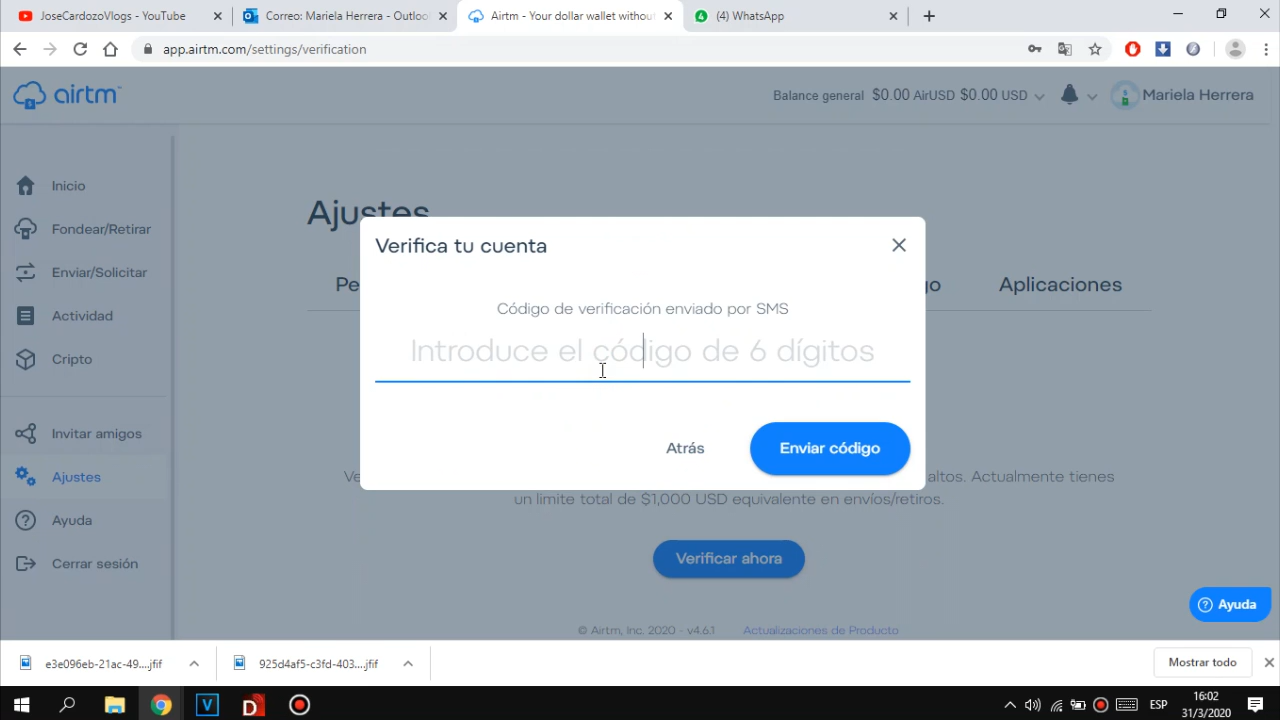 JoseCardozoVlogs - YouTube
Correo: Mariela Herrera - Outloo
Airtm - Your dollar wallet withou
(4) WhatsApp
app.airtm.com/settings/verification
airtm
Balance general $0.00 AirUSD $0.00 USD
Mariela Herrera
Inicio
Fondear/Retirar
Enviar/Solicitar
Actividad
Cripto
Invitar amigos
Ajustes
Ayuda
Cerrar sesión
Ajustes
Pe
go
Aplicaciones
Verifica tu cuenta
Código de verificación enviado por SMS
Introduce el código de 6 dígitos
Atrás
Enviar código
Ve altos. Actualmente tienes
un limite total de $1,000 USD equivalente en envíos/retiros.
Verificar ahora
Ayuda
© Airtm, Inc. 2020 - v4.6.1 Actualizaciones de Producto
e3e096eb-21ac-49....jfif
925d4af5-c3fd-403....jfif
Mostrar todo
ESP
16:02
31/3/2020